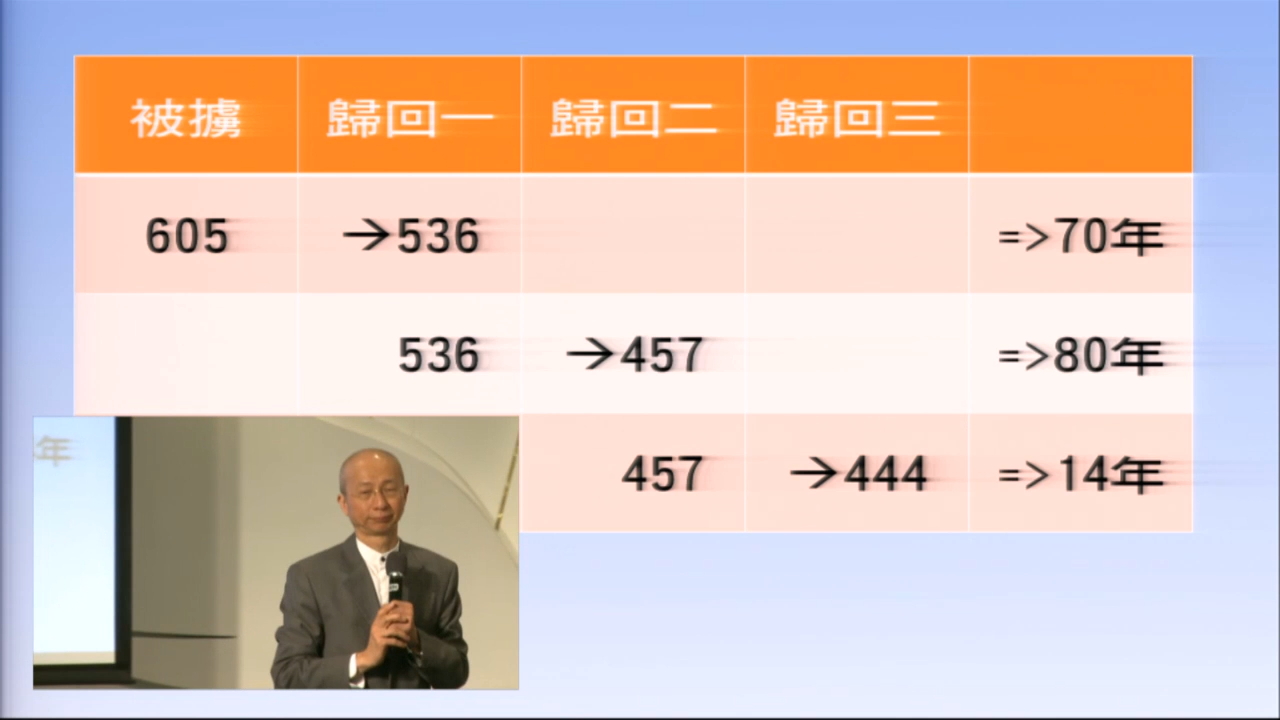 被擄 歸回一 歸回二 歸回三
605 →536 =>70年
536 →457 =>80年
457 →444 =>14年
年